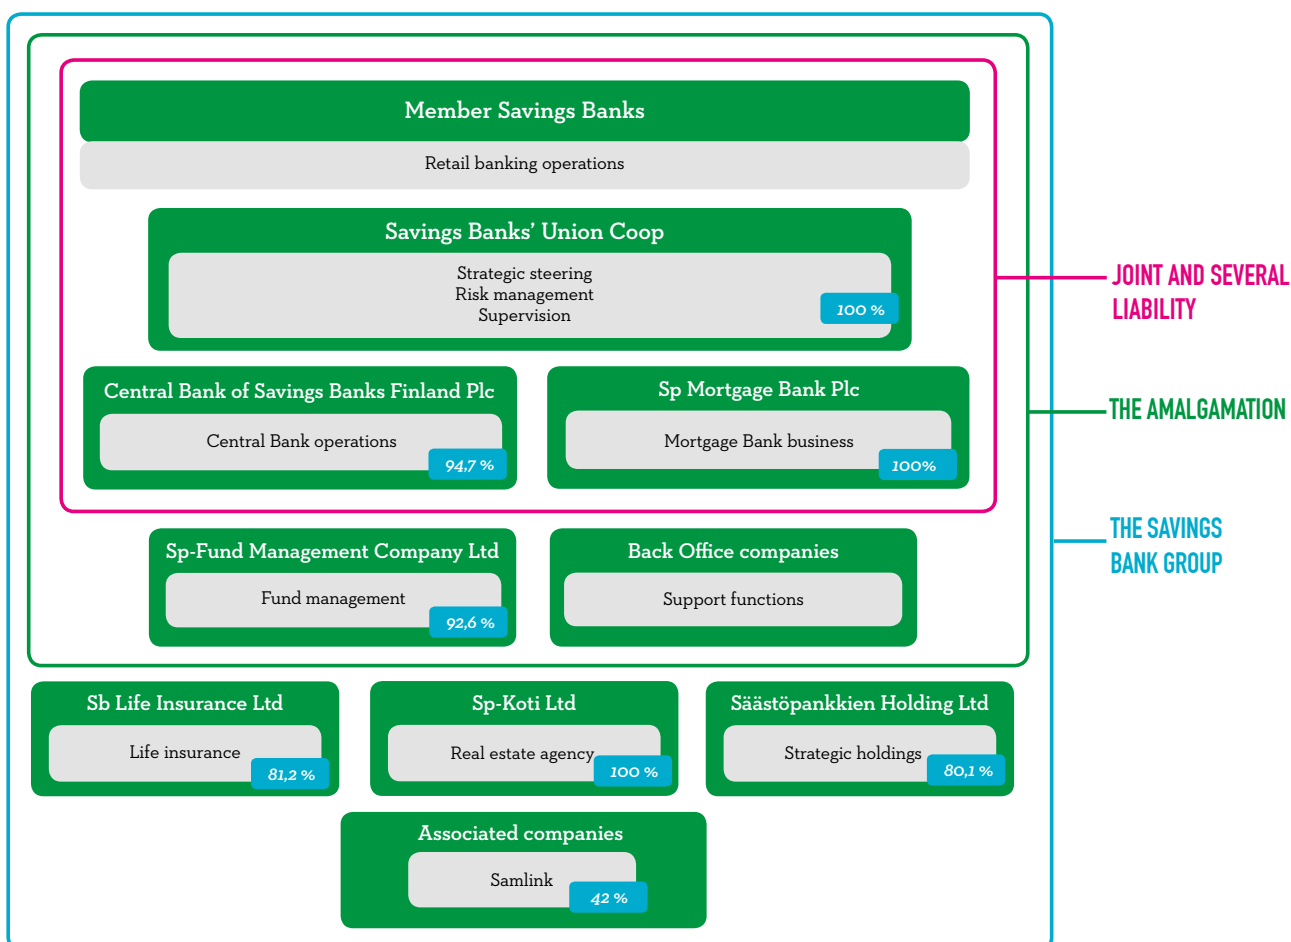 Member Savings Banks
Retail banking operations
Savings Banks’ Union Coop
Strategic steering
Risk management
Supervision
100 %
JOINT AND SEVERAL
LIABILITY
Central Bank of Savings Banks Finland Plc
Central Bank operations
94,7 %
Sp Mortgage Bank Plc
Mortgage Bank business
100%
THE AMALGAMATION
Sp-Fund Management Company Ltd
Fund management
92,6 %
Back Office companies
Support functions
THE SAVINGS
BANK GROUP
Sb Life Insurance Ltd
Life insurance
81,2 %
Sp-Koti Ltd
Real estate agency
100 %
Säästöpankkien Holding Ltd
Strategic holdings
80,1 %
Associated companies
Samlink
42 %